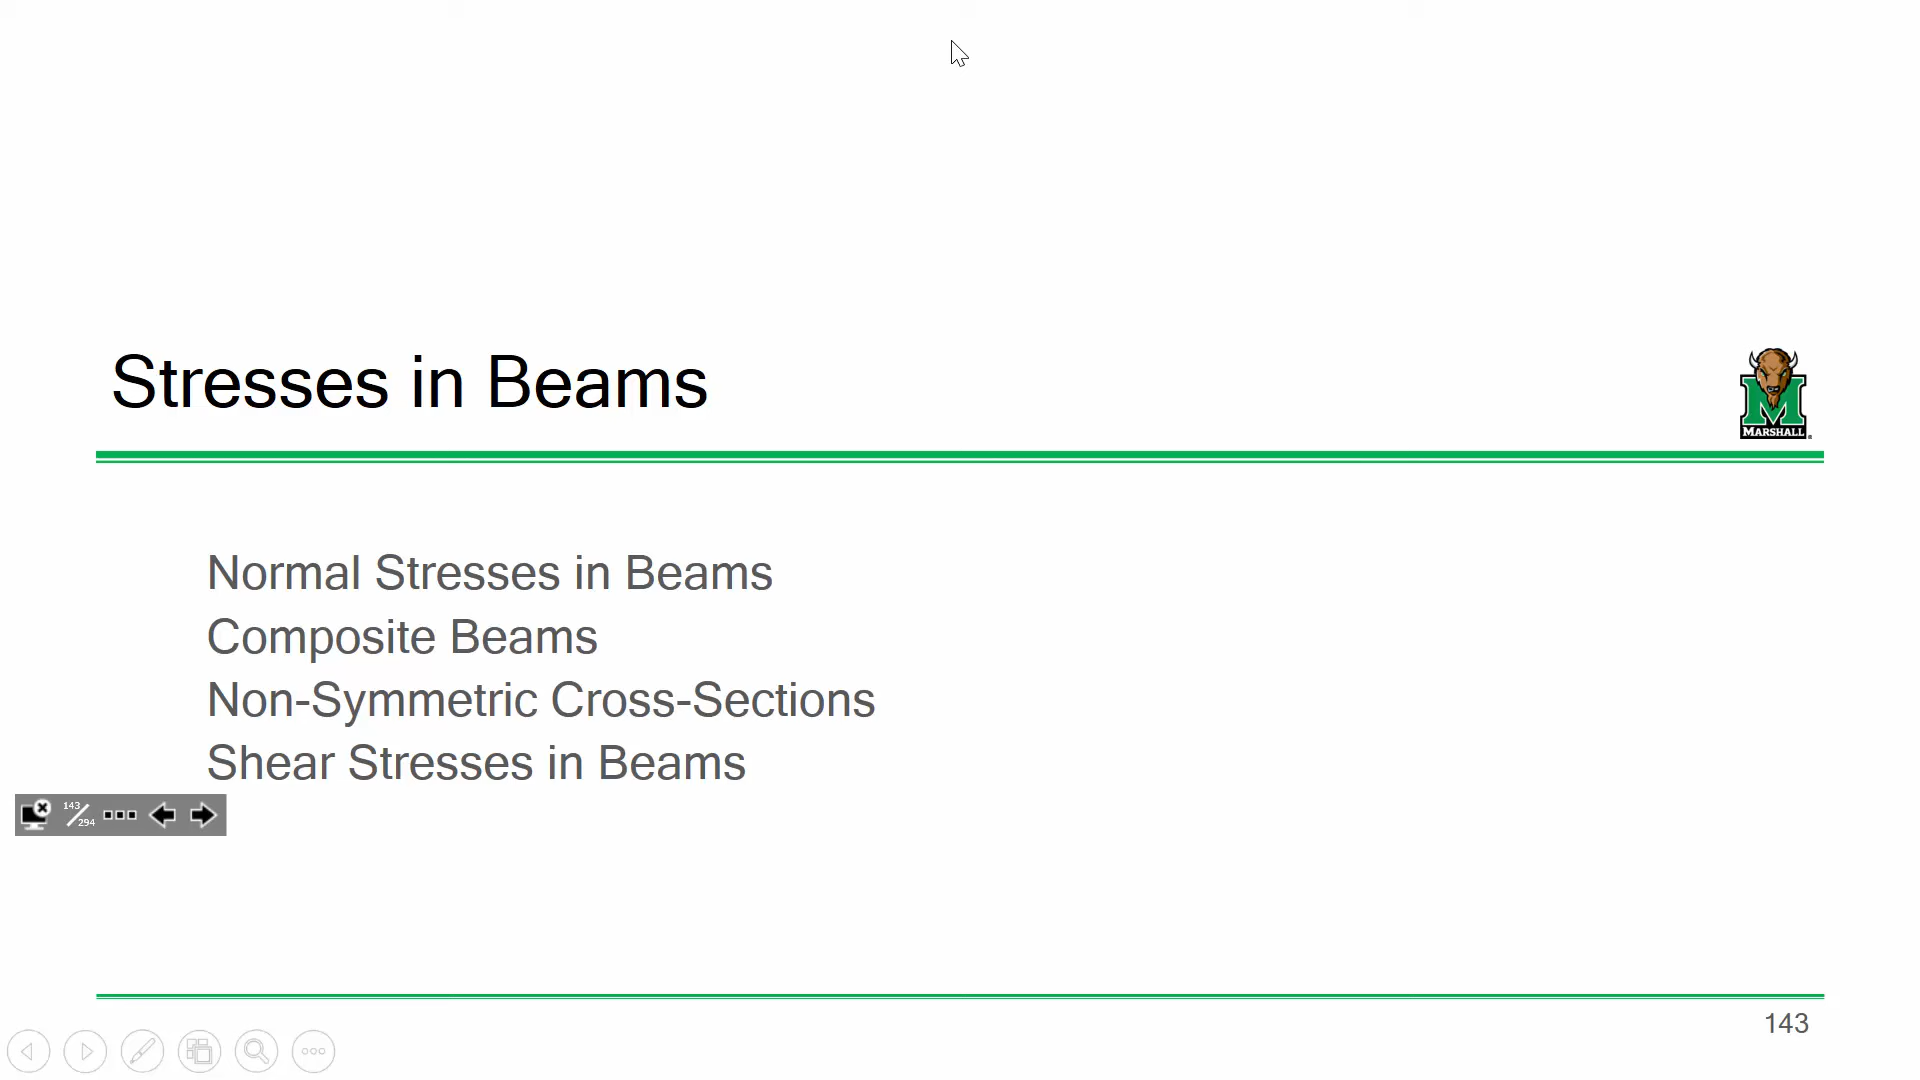 Stresses in Beams
M
MARSHALL
®
Normal Stresses in Beams
Composite Beams
Non-Symmetric Cross-Sections
Shear Stresses in Beams
143/294
143